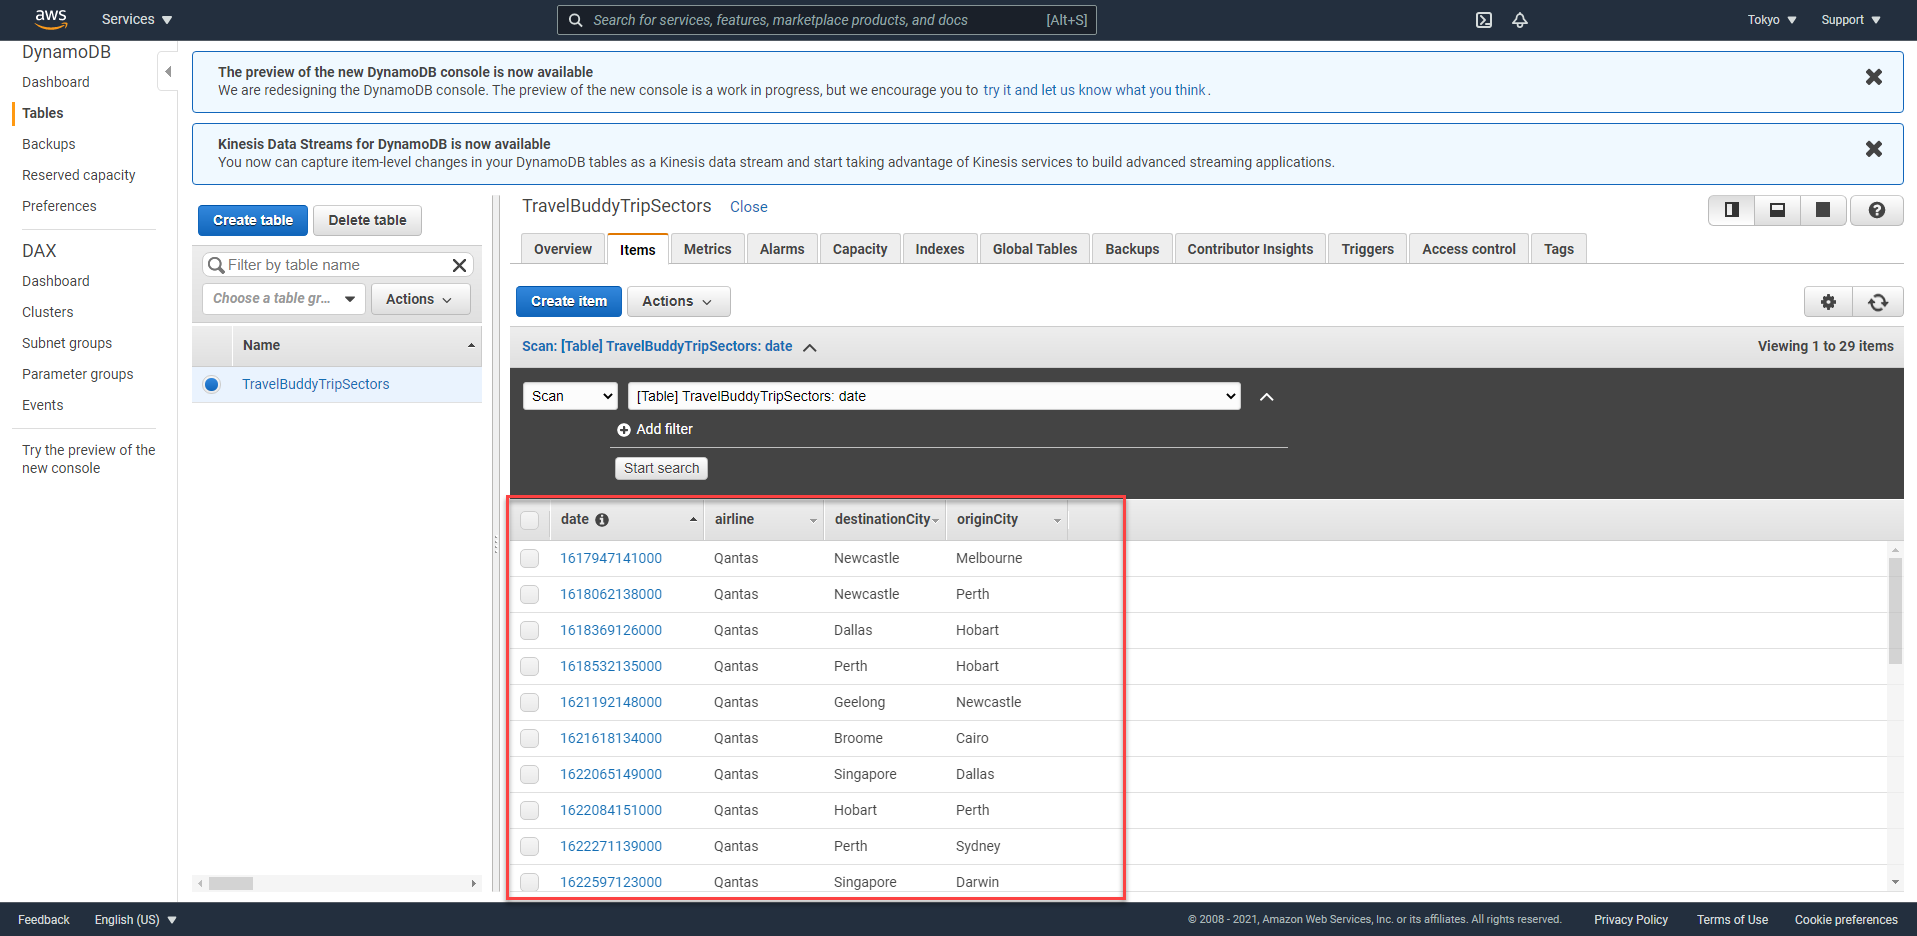 aws Services Search for services, features, marketplace products, and docs [Alt+S] Tokyo Support
DynamoDB
Dashboard
Tables
Backups
Reserved capacity
Preferences
DAX
Dashboard
Clusters
Subnet groups
Parameter groups
Events
Try the preview of the
new console
The preview of the new DynamoDB console is now available
We are redesigning the DynamoDB console. The preview of the new console is a work in progress, but we encourage you to try it and let us know what you think.
Kinesis Data Streams for DynamoDB is now available
You now can capture item-level changes in your DynamoDB tables as a Kinesis data stream and start taking advantage of Kinesis services to build advanced streaming applications.
Create table Delete table
Filter by table name
Choose a table gr... Actions
Name
TravelBuddyTripSectors
TravelBuddyTripSectors Close
Overview Items Metrics Alarms Capacity Indexes Global Tables Backups Contributor Insights Triggers Access control Tags
Create item Actions
Scan: [Table] TravelBuddyTripSectors: date Viewing 1 to 29 items
Scan [Table] TravelBuddyTripSectors: date
Add filter
Start search
date airline destinationCity originCity
1617947141000 Qantas Newcastle Melbourne
1618062138000 Qantas Newcastle Perth
1618369126000 Qantas Dallas Hobart
1618532135000 Qantas Perth Hobart
1621192148000 Qantas Geelong Newcastle
1621618134000 Qantas Broome Cairo
1622065149000 Qantas Singapore Dallas
1622084151000 Qantas Hobart Perth
1622271139000 Qantas Perth Sydney
1622597123000 Qantas Singapore Darwin
Feedback English (US) © 2008 - 2021, Amazon Web Services, Inc. or its affiliates. All rights reserved. Privacy Policy Terms of Use Cookie preferences